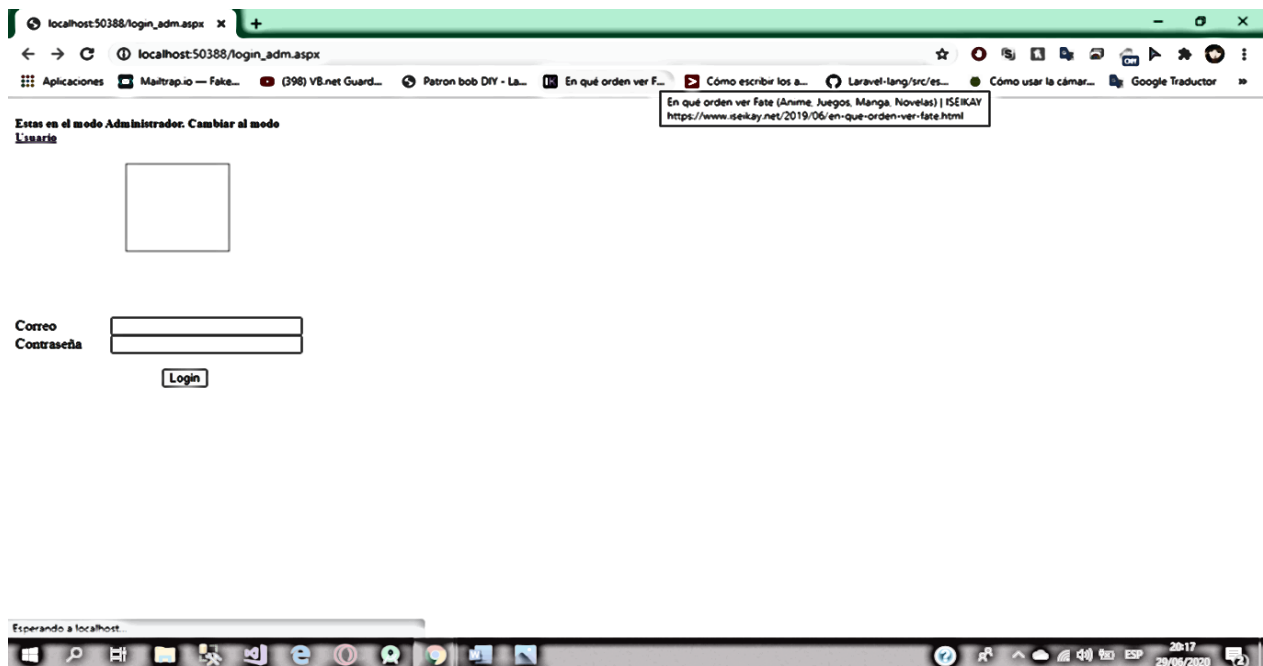 localhost:50388/login_adm.aspx
localhost:50388/login_adm.aspx
Aplicaciones Mailtrap.io — Fake... (398) VB.net Guard... Patron bob DIY - La... En qué orden ver F... Cómo escribir los a... Laravel-lang/src/es... Cómo usar la cámar... Google Traductor »
En qué orden ver Fate (Anime, Juegos, Manga, Novelas) | ISEIKAY
https://www.iseikay.net/2019/06/en-que-orden-ver-fate.html
Estas en el modo Administrador. Cambiar al modo
Usuario
Correo
Contraseña
Login
Esperando a localhost...
ESP
20:17
29/06/2020